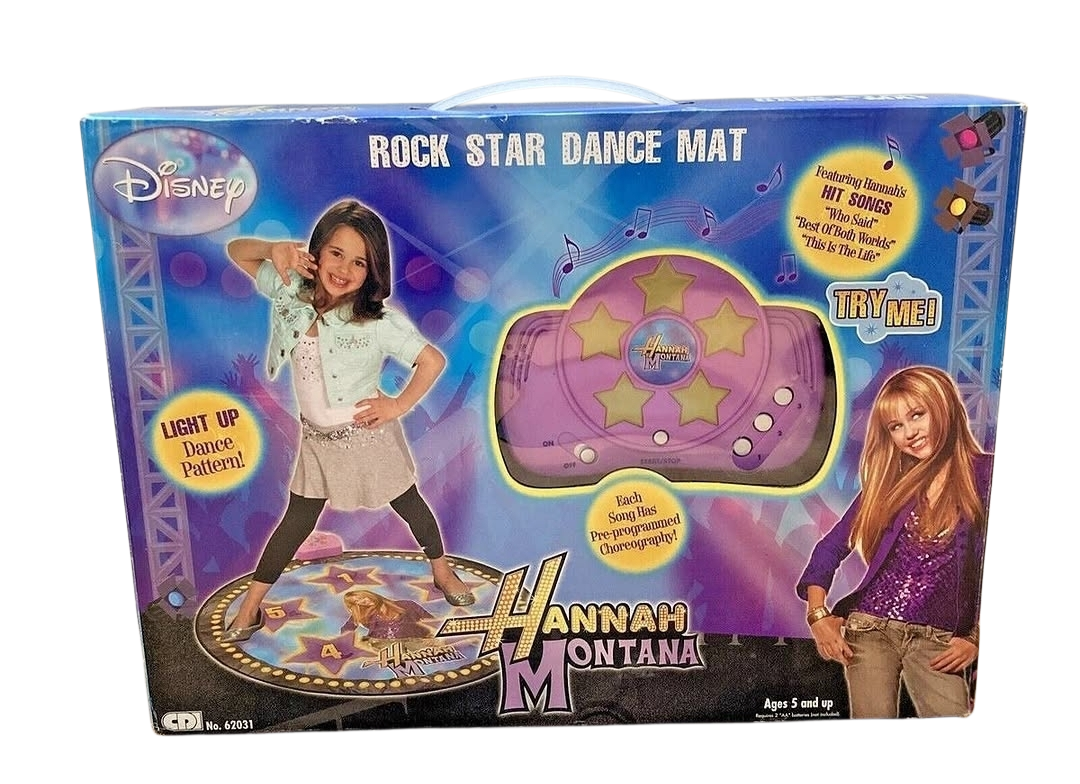 ROCK STAR DANCE MAT
DISNEY
Featuring Hannah's
HIT SONGS
"Who Said"
"Best Of Both Worlds"
"This Is The Life"
TRY ME!
HANNAH
MONTANA
LIGHT UP
Dance
Pattern!
ON
OFF
START/STOP
3
2
1
Each
Song Has
Pre-programmed
Choreography!
1
5
4
HANNAH
MONTANA
HANNAH
MONTANA
CDI No. 62031
Ages 5 and up
Requires 2 "AA" batteries (not included)